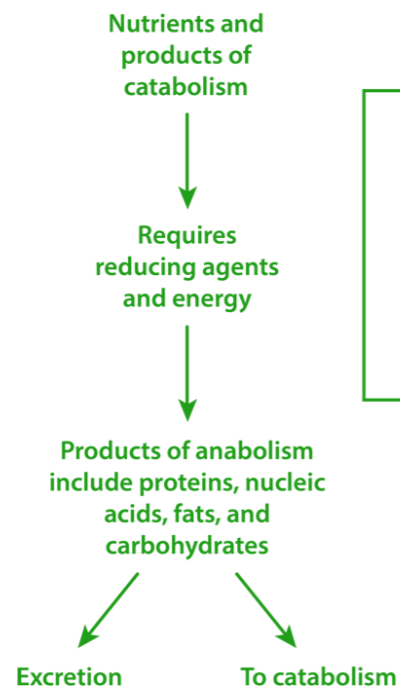 Nutrients and
products of
catabolism
Requires
reducing agents
and energy
Products of anabolism
include proteins, nucleic
acids, fats, and
carbohydrates
Excretion
To catabolism